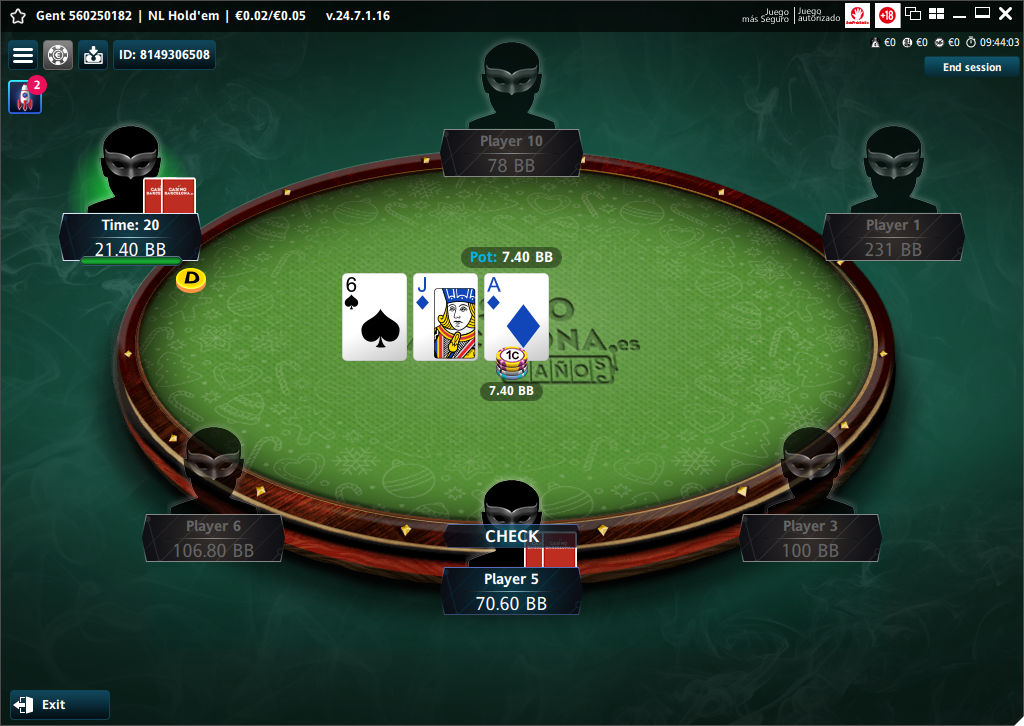 Gent 560250182 | NL Hold'em | €0.02/€0.05 v.24.7.1.16
Juego más Seguro
Juego autorizado
+18
ID: 8149306508
€0 €0 €0 09:44:03
End session
2
Player 10
78 BB
Time: 20
21.40 BB
Player 1
231 BB
D
Pot: 7.40 BB
6
J
A
.es
AÑOS
1C
7.40 BB
Player 6
106.80 BB
CHECK
Player 5
70.60 BB
Player 3
100 BB
Exit